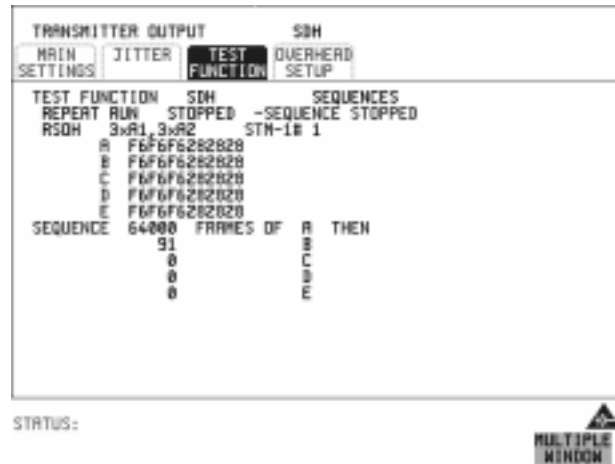 TRANSMITTER OUTPUT SDH
MAIN SETTINGS JITTER TEST FUNCTION OVERHEAD SETUP
TEST FUNCTION SDH SEQUENCES
REPEAT RUN STOPPED -SEQUENCE STOPPED
RSOH 3xA1,3xA2 STM-1# 1
A F6F6F6282828
B F6F6F6282828
C F6F6F6282828
D F6F6F6282828
E F6F6F6282828
SEQUENCE 64000 FRAMES OF A THEN
91 B
0 C
0 D
0 E
STATUS:
MULTIPLE
WINDOW